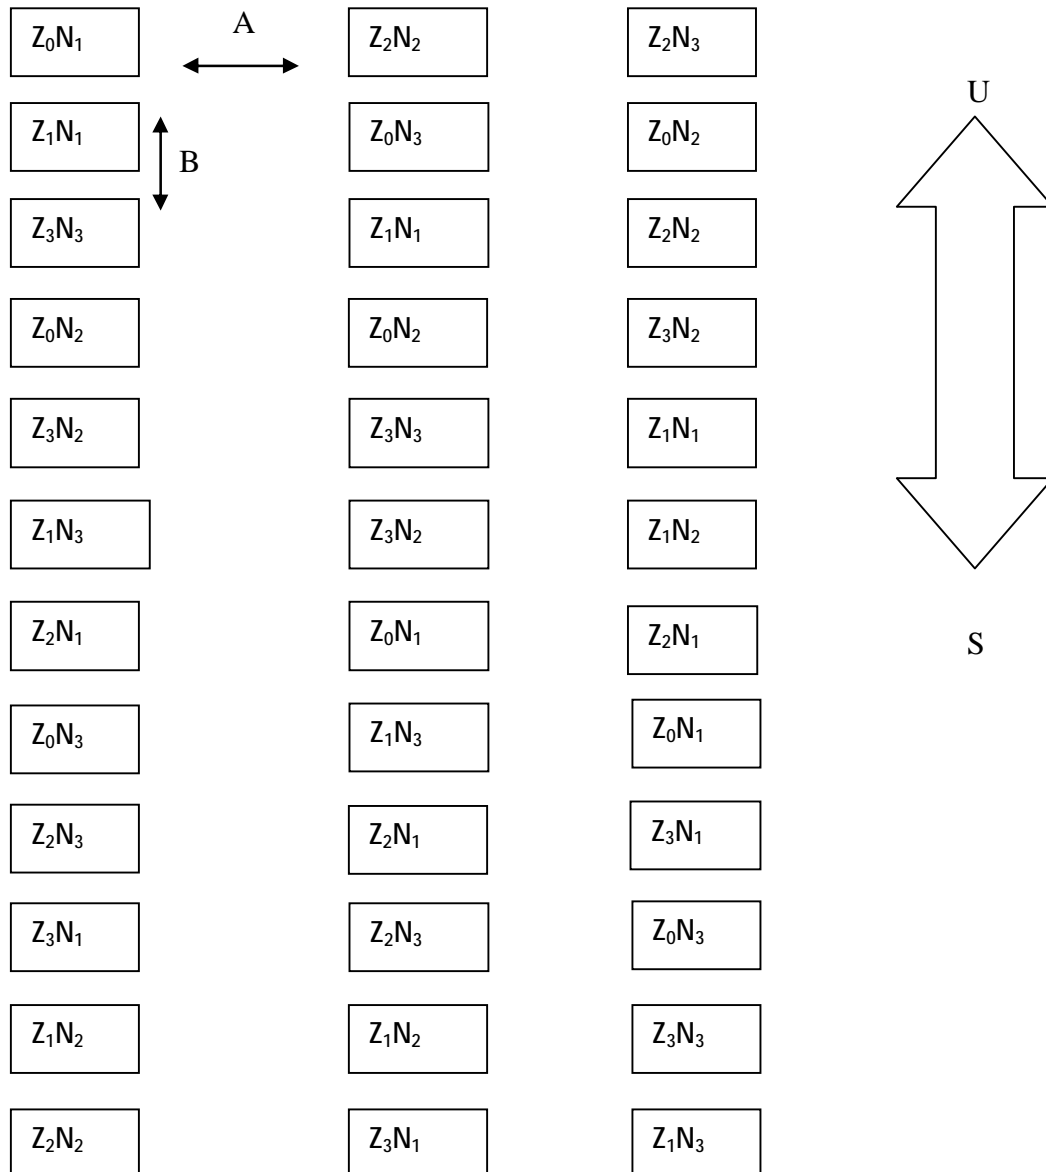 Z₀N₁ A Z₂N₂ Z₂N₃
U
Z₁N₁ B Z₀N₃ Z₀N₂
Z₃N₃ Z₁N₁ Z₂N₂
Z₀N₂ Z₀N₂ Z₃N₂
Z₃N₂ Z₃N₃ Z₁N₁
Z₁N₃ Z₃N₂ Z₁N₂
Z₂N₁ Z₀N₁ Z₂N₁ S
Z₀N₃ Z₁N₃ Z₀N₁
Z₂N₃ Z₂N₁ Z₃N₁
Z₃N₁ Z₂N₃ Z₀N₃
Z₁N₂ Z₁N₂ Z₃N₃
Z₂N₂ Z₃N₁ Z₁N₃